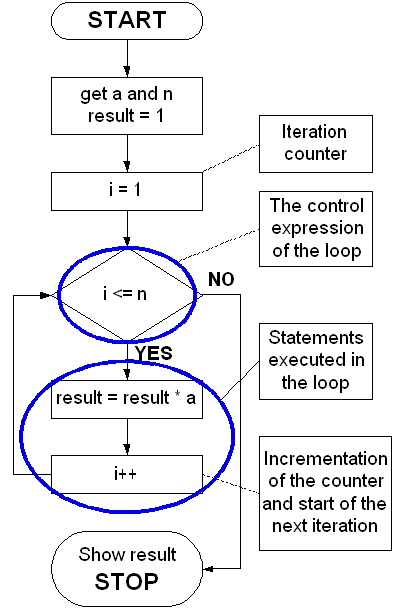 START
get a and n
result = 1
Iteration
counter
i = 1
The control
expression
of the loop
NO
i <= n
YES
Statements
executed in
the loop
result = result * a
Incrementation
of the counter
and start of the
next iteration
i++
Show result
STOP